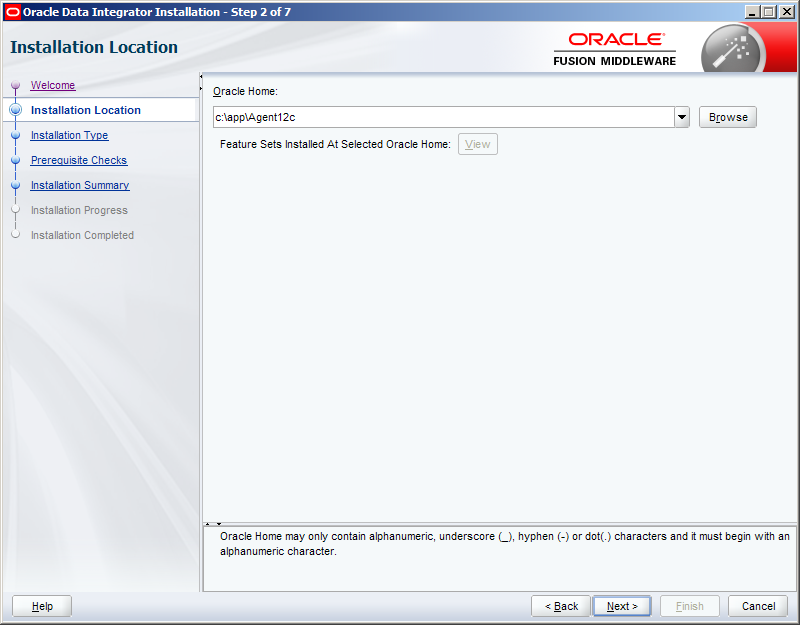 Oracle Data Integrator Installation - Step 2 of 7
Installation Location
ORACLE
FUSION MIDDLEWARE
Welcome
Installation Location
Installation Type
Prerequisite Checks
Installation Summary
Installation Progress
Installation Completed
Oracle Home:
c:\app\Agent12c
Browse
Feature Sets Installed At Selected Oracle Home:
View
Oracle Home may only contain alphanumeric, underscore (_), hyphen (-) or dot(.) characters and it must begin with an
alphanumeric character.
Help
< Back
Next >
Finish
Cancel